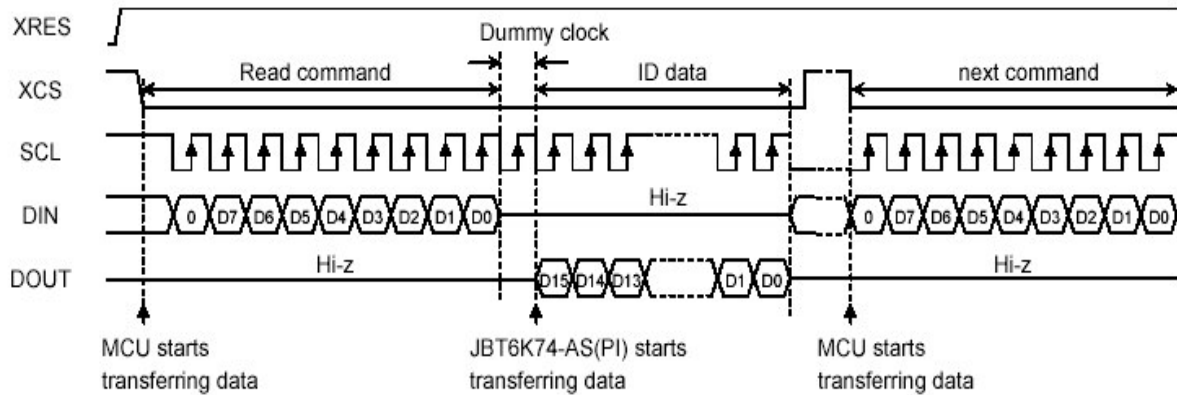 XRES
Dummy clock
XCS Read command ID data next command
SCL
DIN 0 D7 D6 D5 D4 D3 D2 D1 D0 Hi-z 0 D7 D6 D5 D4 D3 D2 D1 D0
DOUT Hi-z D15 D14 D13 D1 D0 Hi-z
MCU starts JBT6K74-AS(PI) starts MCU starts
transferring data transferring data transferring data